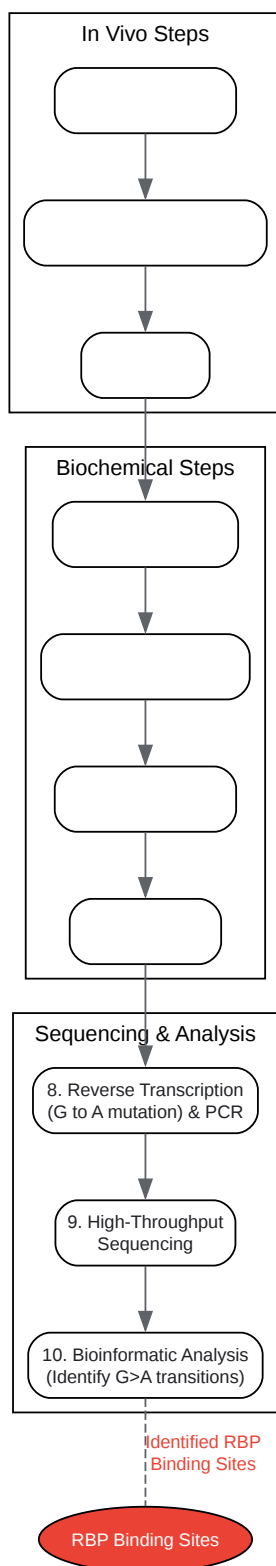 In Vivo Steps
Biochemical Steps
Sequencing & Analysis
8. Reverse Transcription
(G to A mutation) & PCR
9. High-Throughput
Sequencing
10. Bioinformatic Analysis
(Identify G>A transitions)
Identified RBP
Binding Sites
RBP Binding Sites